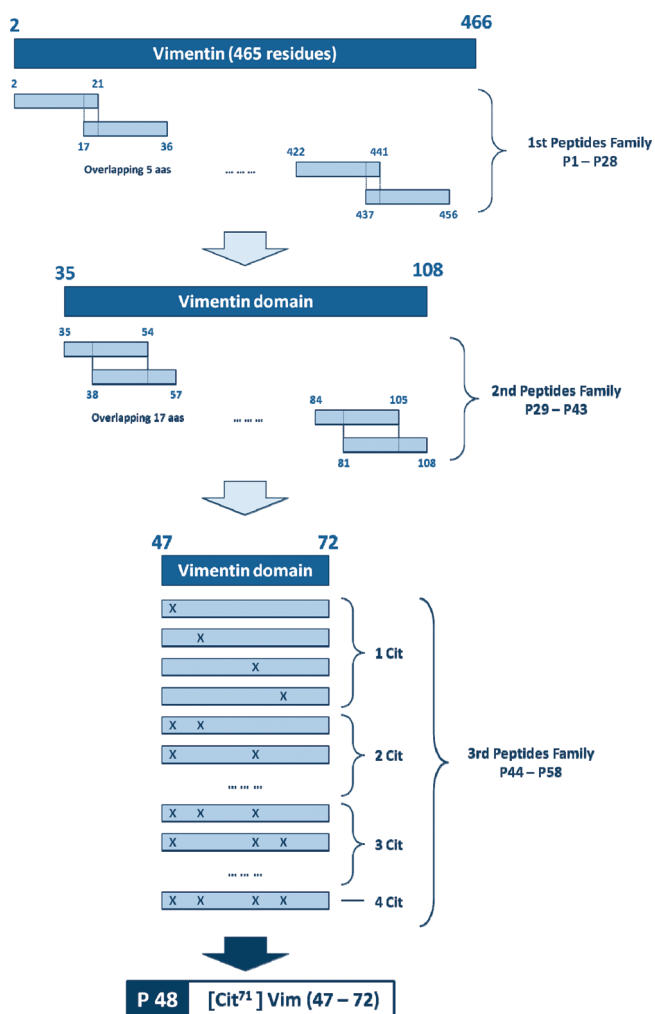 2 466
Vimentin (465 residues)
2 21
17 36
Overlapping 5 aas ... ... ...
422 441
437 456
1st Peptides Family
P1 – P28
35 108
Vimentin domain
35 54
38 57
Overlapping 17 aas ... ... ...
84 105
81 108
2nd Peptides Family
P29 – P43
47 72
Vimentin domain
X
X
X
X
1 Cit
X X
X X
... ... ...
2 Cit
X X X
X X X
... ... ...
3 Cit
X X X X
4 Cit
3rd Peptides Family
P44 – P58
P 48 [Cit⁷¹] Vim (47 – 72)